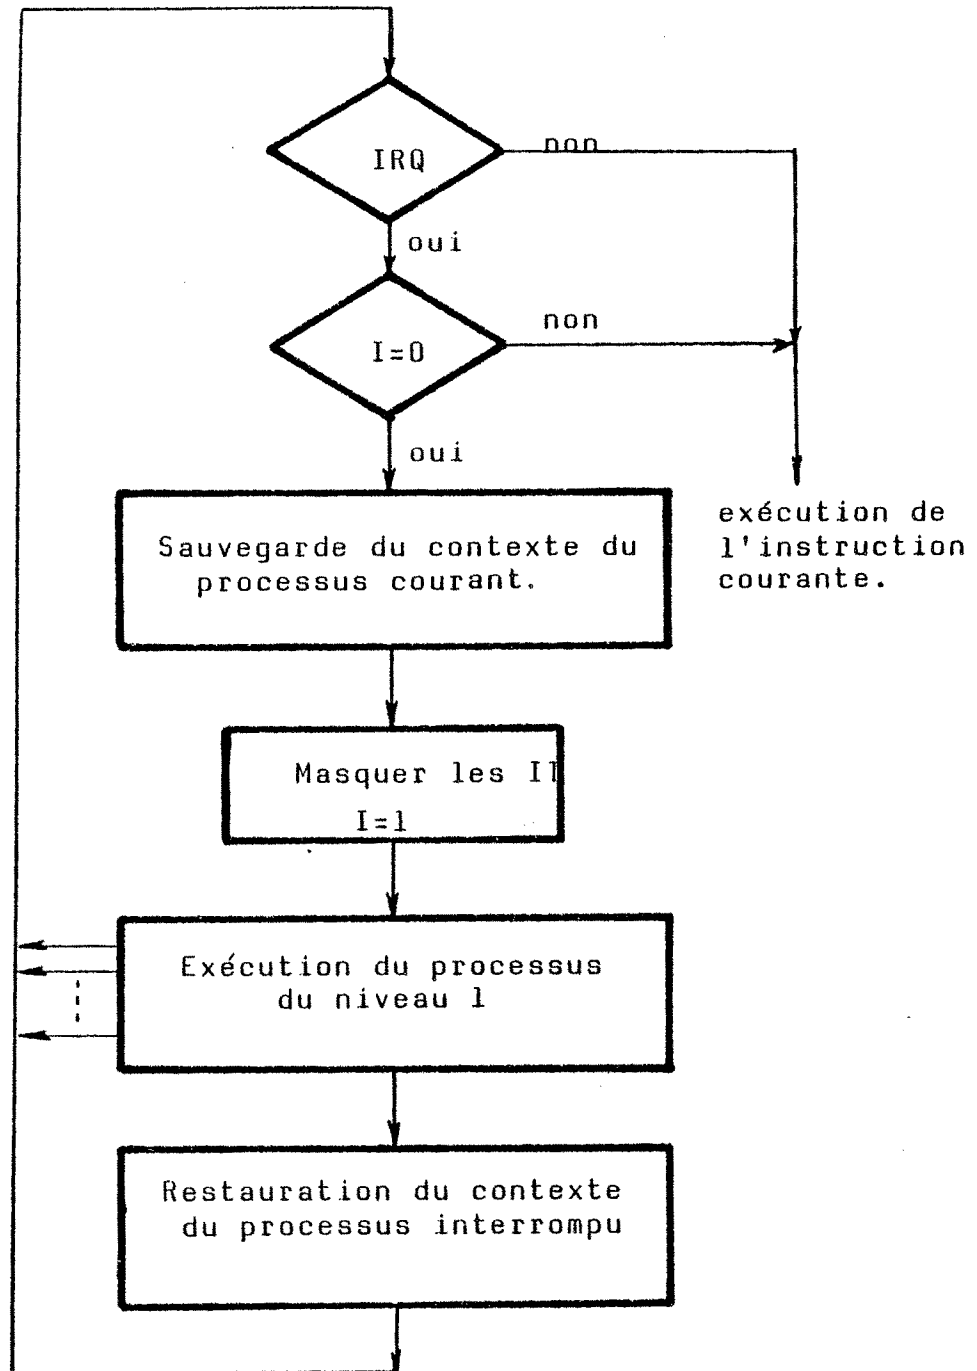 IRQ
non
oui
I=0
non
oui
Sauvegarde du contexte du
processus courant.
exécution de
l'instruction
courante.
Masquer les IT
I=1
Exécution du processus
du niveau 1
Restauration du contexte
du processus interrompu